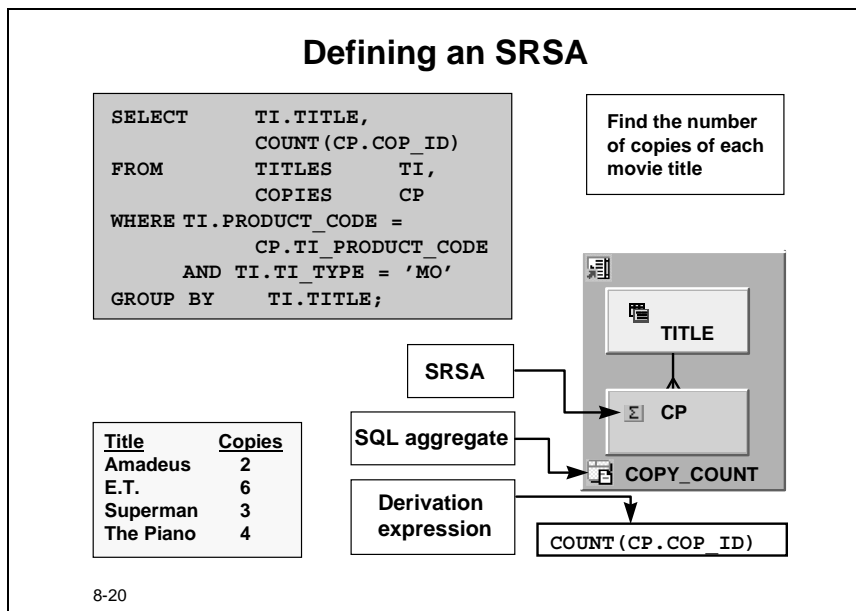 Defining an SRSA
SELECT TI.TITLE,
COUNT(CP.COP_ID)
FROM TITLES TI,
COPIES CP
WHERE TI.PRODUCT_CODE =
CP.TI_PRODUCT_CODE
AND TI.TI_TYPE = ’MO’
GROUP BY TI.TITLE;
Find the number
of copies of each
movie title
TITLE
SRSA
Σ CP
SQL aggregate
COPY_COUNT
Derivation
expression
COUNT(CP.COP_ID)
Title Copies
Amadeus 2
E.T. 6
Superman 3
The Piano 4
8-20